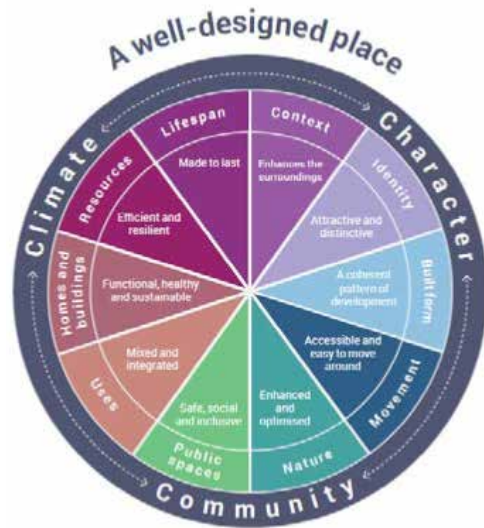 A well-designed place
Climate
Character
Community
Context
Enhances the
surroundings
Identity
Attractive and
distinctive
Built form
A coherent
pattern of
development
Movement
Accessible and
easy to move
around
Nature
Enhanced
and
optimised
Public
spaces
Safe, social
and inclusive
Uses
Mixed and
integrated
Homes and
buildings
Functional, healthy
and sustainable
Resources
Efficient and
resilient
Lifespan
Made to last